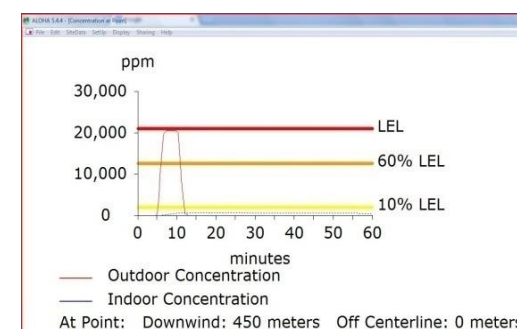 ALOHA 5.4.4 - [Concentration at Point]
File Edit SiteData SetUp Display Sharing Help
ppm
30,000
20,000
10,000
0
LEL
60% LEL
10% LEL
0 10 20 30 40 50 60
minutes
Outdoor Concentration
Indoor Concentration
At Point: Downwind: 450 meters Off Centerline: 0 meters